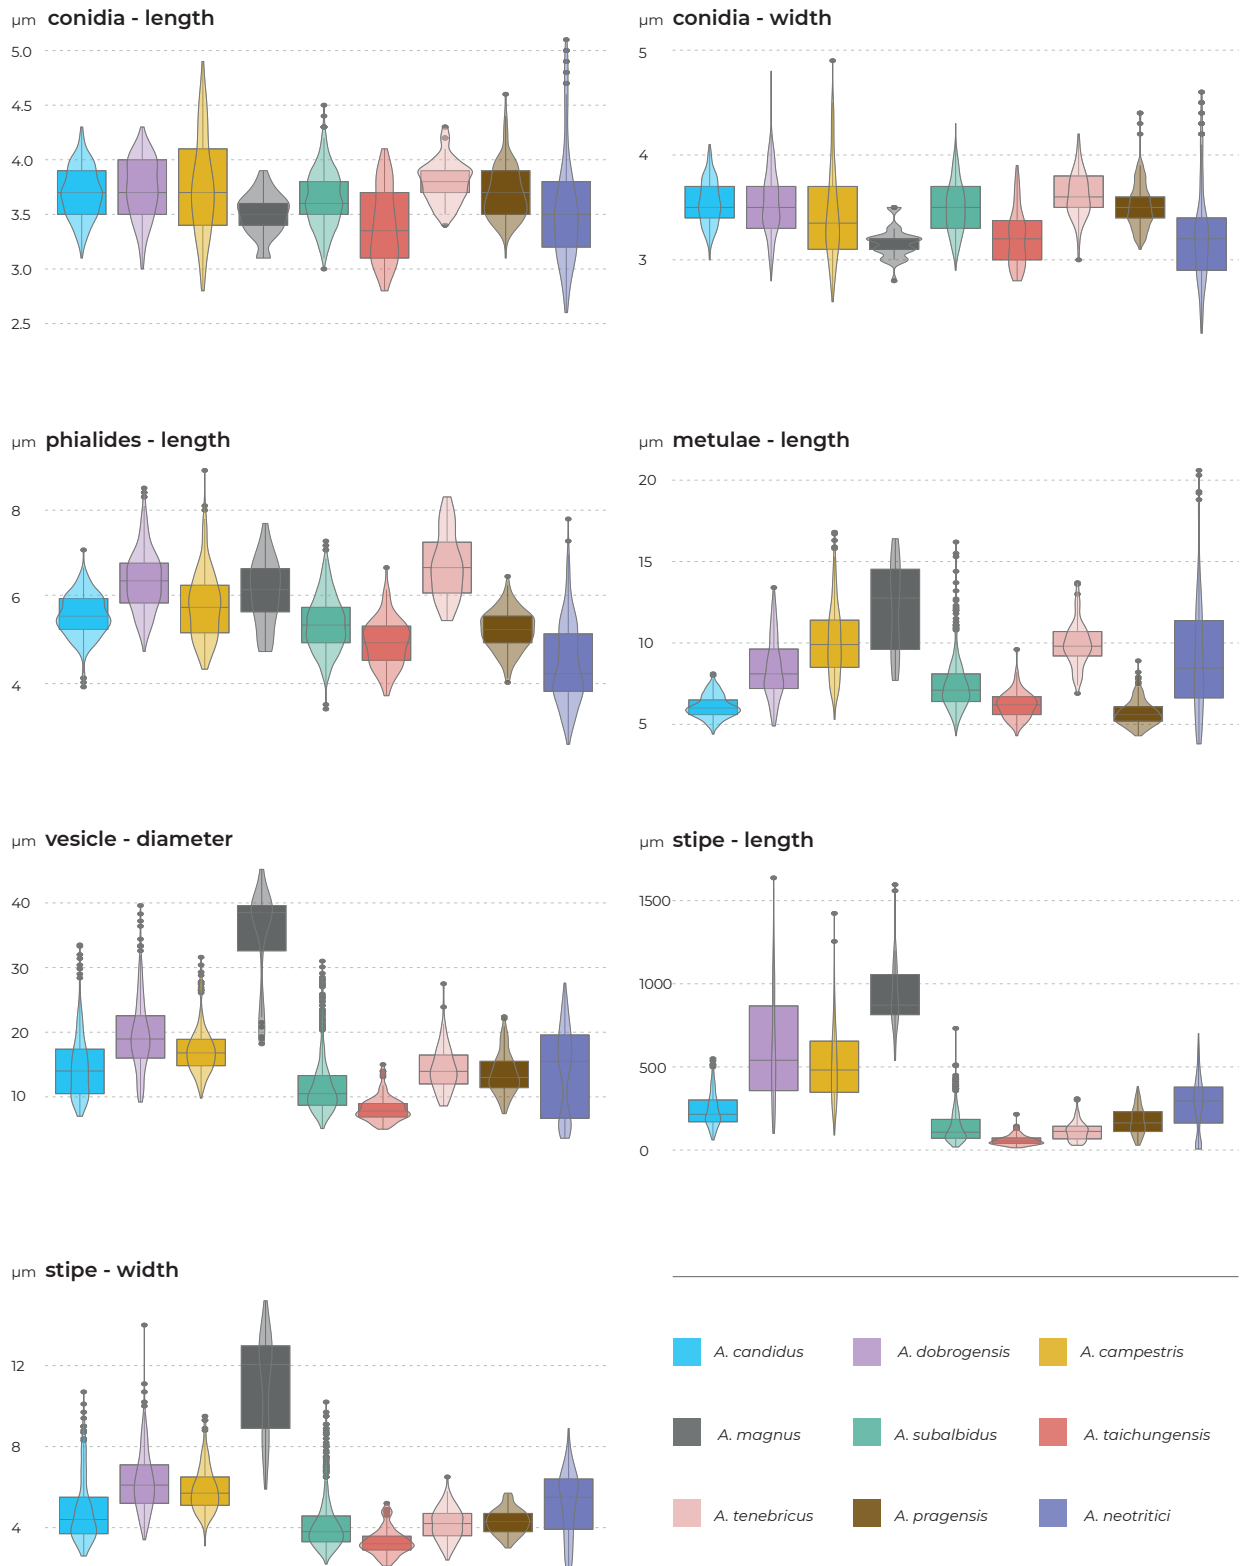 µm conidia - length
5.0
4.5
4.0
3.5
3.0
2.5
µm conidia - width
5
4
3
µm phialides - length
8
6
4
µm metulae - length
20
15
10
5
µm vesicle - diameter
40
30
20
10
µm stipe - length
1500
1000
500
0
µm stipe - width
12
8
4
A. candidus
A. dobrogensis
A. campestris
A. magnus
A. subalbidus
A. taichungensis
A. tenebricus
A. pragensis
A. neotritici